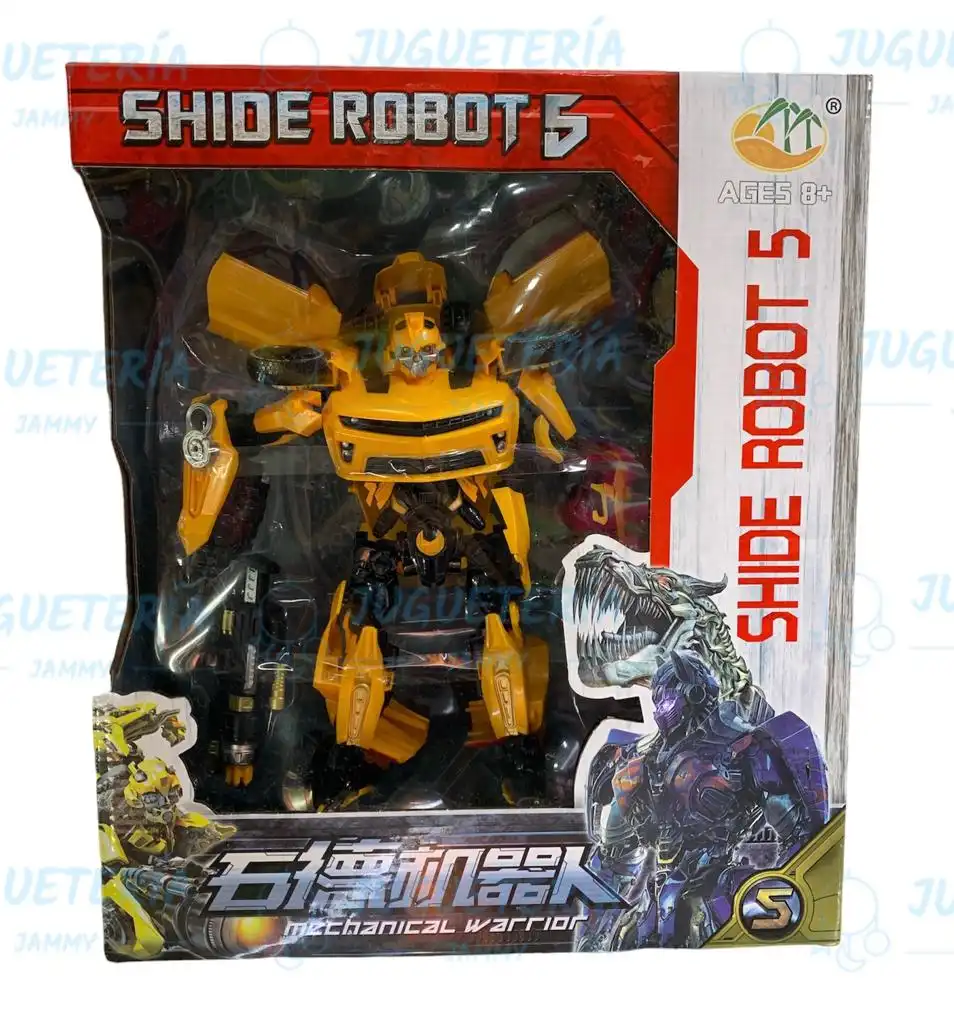 JUGUETERÍA
JAMMY
SHIDE ROBOT 5
®
AGES 8+
SHIDE ROBOT 5
石德机器人
mechanical warrior
5